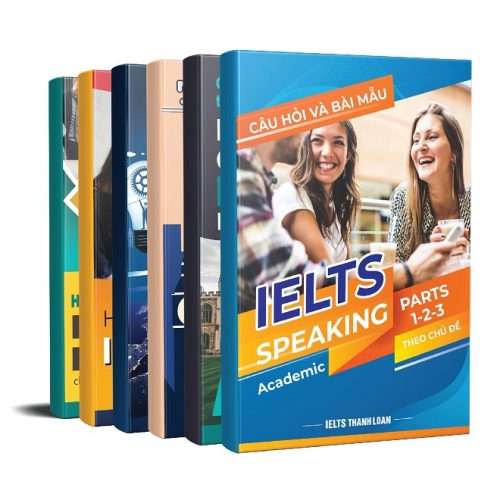 CÂU HỎI VÀ BÀI MẪU
IELTS
SPEAKING
Academic
PARTS
1-2-3
THEO CHỦ ĐỀ
IELTS THANH LOAN